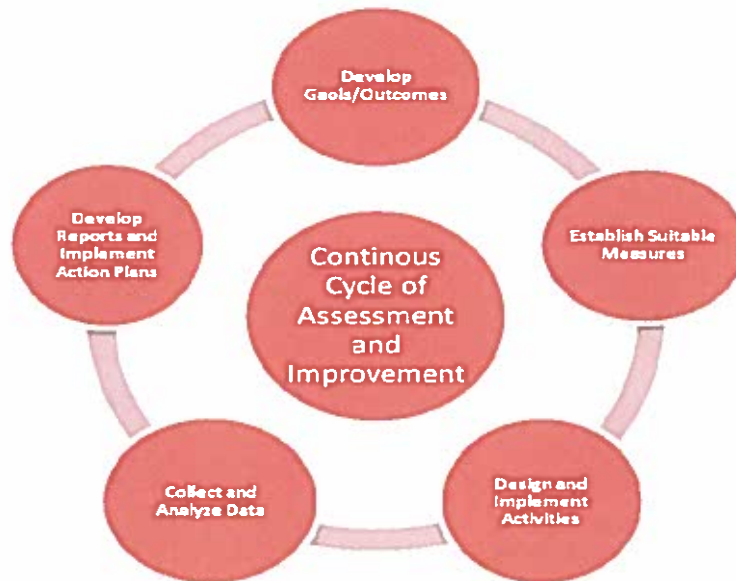 Develop
Gaols/Outcomes
Establish Suitable
Measures
Design and
Implement
Activities
Collect and
Analyze Data
Develop
Reports and
Implement
Action Plans
Continous
Cycle of
Assessment
and
Improvement